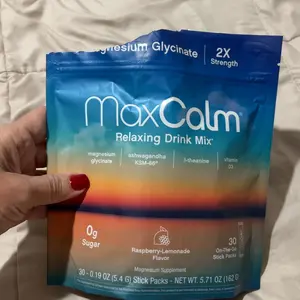 Magnesium Glycinate
2X
Strength
MaxCalm®
Relaxing Drink Mix*
magnesium glycinate
ashwagandha KSM-66®
l-theanine
vitamin D3
0g
Sugar
Raspberry-Lemonade
Flavor
30
On-The-Go
Stick Packs
Magnesium Supplement
30 - 0.19 OZ (5.4 G) Stick Packs - NET WT. 5.71 OZ (162 G)